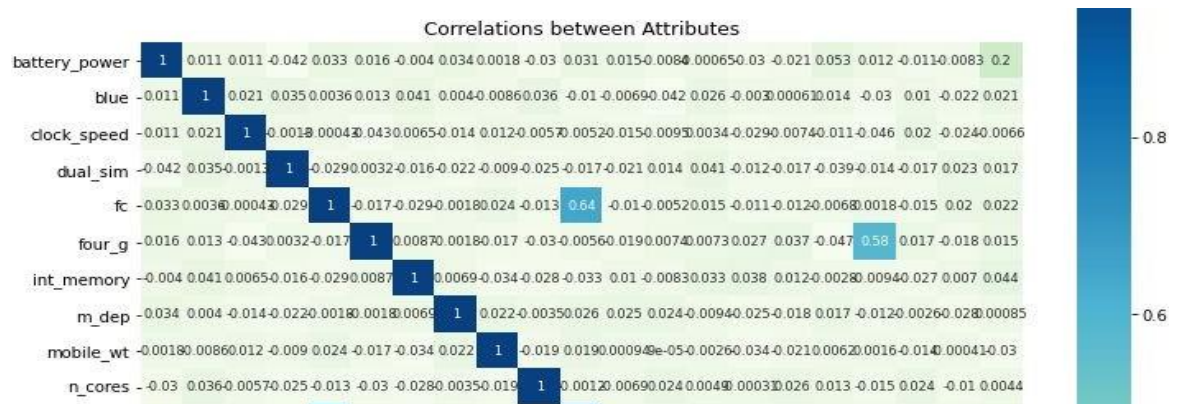 Correlations between Attributes
battery_power 1 0.011 0.011 -0.042 0.033 0.016 -0.004 0.034 0.0018 -0.03 0.031 0.015 -0.0084 0.00065 -0.03 -0.021 0.053 0.012 -0.011 -0.0083 0.2
blue 0.011 1 0.021 0.035 0.0036 0.013 0.041 0.004 -0.0086 0.036 -0.01 -0.0069 -0.042 0.026 -0.003 0.00061 0.014 -0.03 0.01 -0.022 0.021
0.8
clock_speed 0.011 0.021 1 -0.0013 -0.00043 -0.043 0.0065 -0.014 0.012 -0.0057 -0.0052 -0.015 -0.0095 0.0034 -0.029 -0.0074 -0.011 -0.046 0.02 -0.024 -0.0066
dual_sim -0.042 0.035 -0.0013 1 -0.029 0.0032 -0.016 -0.022 -0.009 -0.025 -0.017 -0.021 0.014 0.041 -0.012 -0.017 -0.039 -0.014 -0.017 0.023 0.017
fc 0.033 0.0036 -0.00043 -0.029 1 -0.017 -0.029 -0.0018 0.024 -0.013 0.64 -0.01 -0.0052 0.015 -0.011 -0.012 -0.0068 0.0018 -0.015 0.02 0.022
four_g 0.016 0.013 -0.043 0.0032 -0.017 1 0.0087 -0.0018 -0.017 -0.03 -0.0056 -0.019 0.0074 0.0073 0.027 0.037 -0.047 0.58 0.017 -0.018 0.015
int_memory -0.004 0.041 0.0065 -0.016 -0.029 0.0087 1 0.0069 -0.034 -0.028 -0.033 0.01 -0.0083 0.033 0.038 0.012 -0.0028 -0.0094 -0.027 0.007 0.044
m_dep 0.034 0.004 -0.014 -0.022 -0.0018 -0.0018 0.0069 1 0.022 -0.0035 0.026 0.025 0.024 -0.0094 -0.025 -0.018 0.017 -0.012 -0.0026 -0.028 0.00085
0.6
mobile_wt 0.0018 -0.0086 0.012 -0.009 0.024 -0.017 -0.034 0.022 1 -0.019 0.019 0.00094 -9e-05 -0.0026 -0.034 -0.021 0.0062 0.0016 -0.014 -0.00041 -0.03
n_cores -0.03 0.036 -0.0057 -0.025 -0.013 -0.03 -0.028 -0.0035 -0.019 1 -0.0012 -0.0069 0.024 0.0049 -0.00031 0.026 0.013 -0.015 0.024 -0.01 0.0044